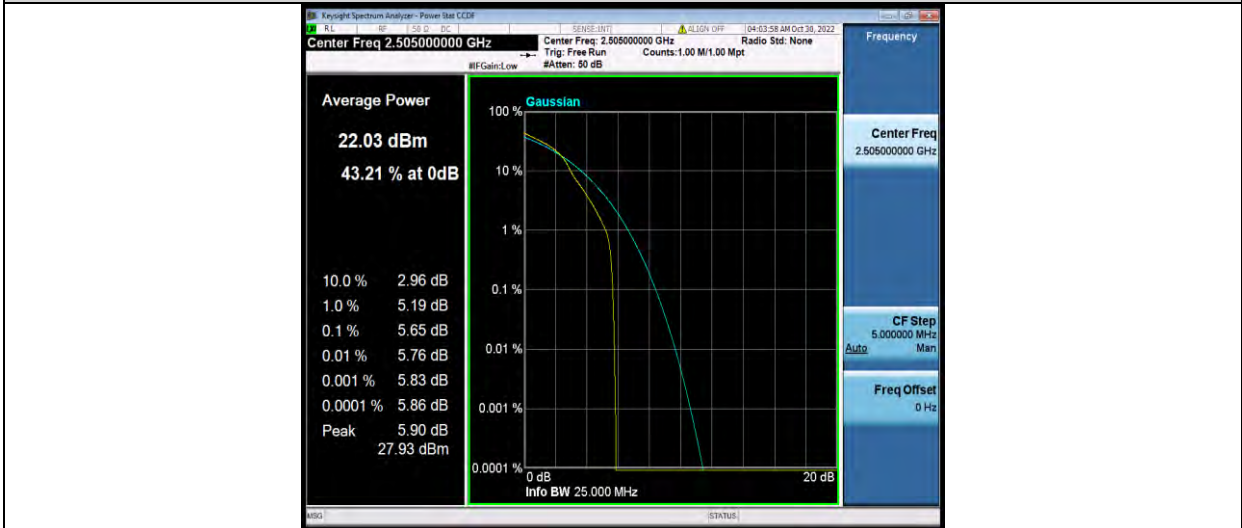 Keysight Spectrum Analyzer - Power Stat CCDF
RL RF 50 Ω DC SENSE:INT ALIGN OFF 04:03:58 AM Oct 30, 2022
Center Freq 2.505000000 GHz
Center Freq: 2.505000000 GHz Radio Std: None
Trig: Free Run Counts:1.00 M/1.00 Mpt
#IFGain:Low #Atten: 50 dB
Average Power
22.03 dBm
43.21 % at 0dB
10.0 % 2.96 dB
1.0 % 5.19 dB
0.1 % 5.65 dB
0.01 % 5.76 dB
0.001 % 5.83 dB
0.0001 % 5.86 dB
Peak 5.90 dB
27.93 dBm
Gaussian
100 %
10 %
1 %
0.1 %
0.01 %
0.001 %
0.0001 %
0 dB 20 dB
Info BW 25.000 MHz
Frequency
Center Freq
2.505000000 GHz
CF Step
5.000000 MHz
Auto Man
Freq Offset
0 Hz
MSG STATUS